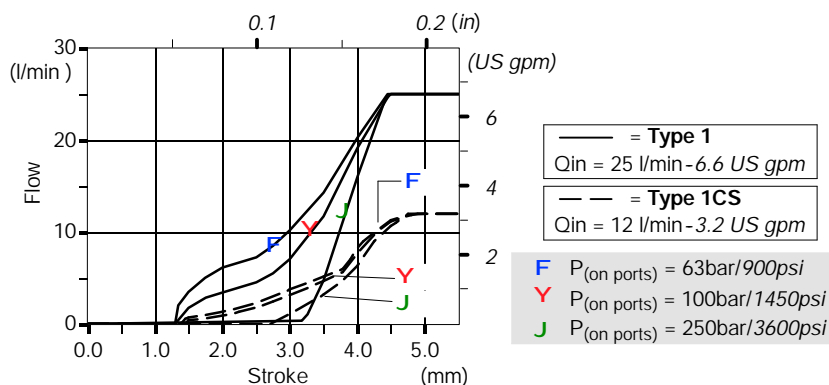 0.1 0.2 (in)
30
(l/min ) (US gpm)
6
20
Flow
F
4
10
F
Y
J
2
Y
J
0
0.0 1.0 2.0 3.0 4.0 5.0
Stroke (mm)
= Type 1
Qin = 25 l/min-6.6 US gpm
= Type 1CS
Qin = 12 l/min-3.2 US gpm
F P(on ports) = 63bar/900psi
Y P(on ports) = 100bar/1450psi
J P(on ports) = 250bar/3600psi